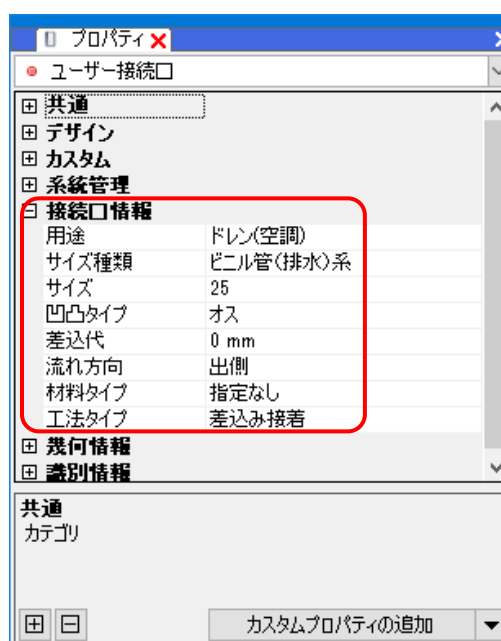 プロパティ
ユーザー接続口
共通
デザイン
カスタム
系統管理
接続口情報
用途 ドレン(空調)
サイズ種類 ビニル管(排水)系
サイズ 25
凹凸タイプ オス
差込代 0 mm
流れ方向 出側
材料タイプ 指定なし
工法タイプ 差込み接着
幾何情報
識別情報
共通
カテゴリ
カスタムプロパティの追加